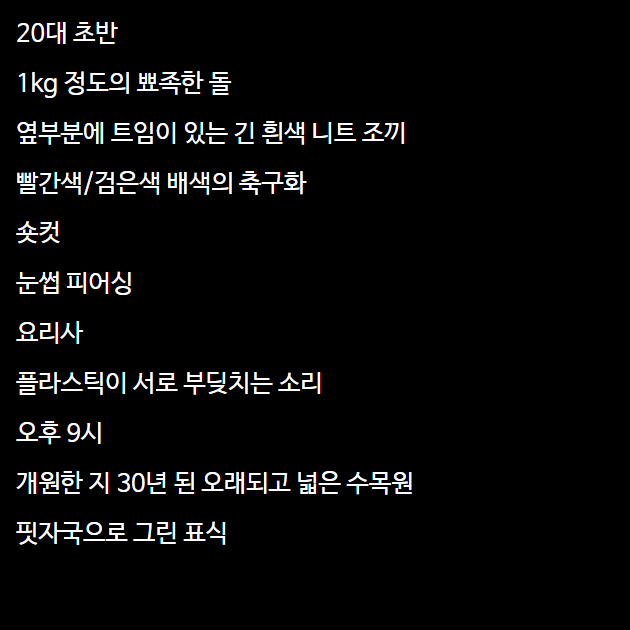 20대 초반
1kg 정도의 뾰족한 돌
옆부분에 트임이 있는 긴 흰색 니트 조끼
빨간색/검은색 배색의 축구화
숏컷
눈썹 피어싱
요리사
플라스틱이 서로 부딪치는 소리
오후 9시
개원한 지 30년 된 오래되고 넓은 수목원
핏자국으로 그린 표식